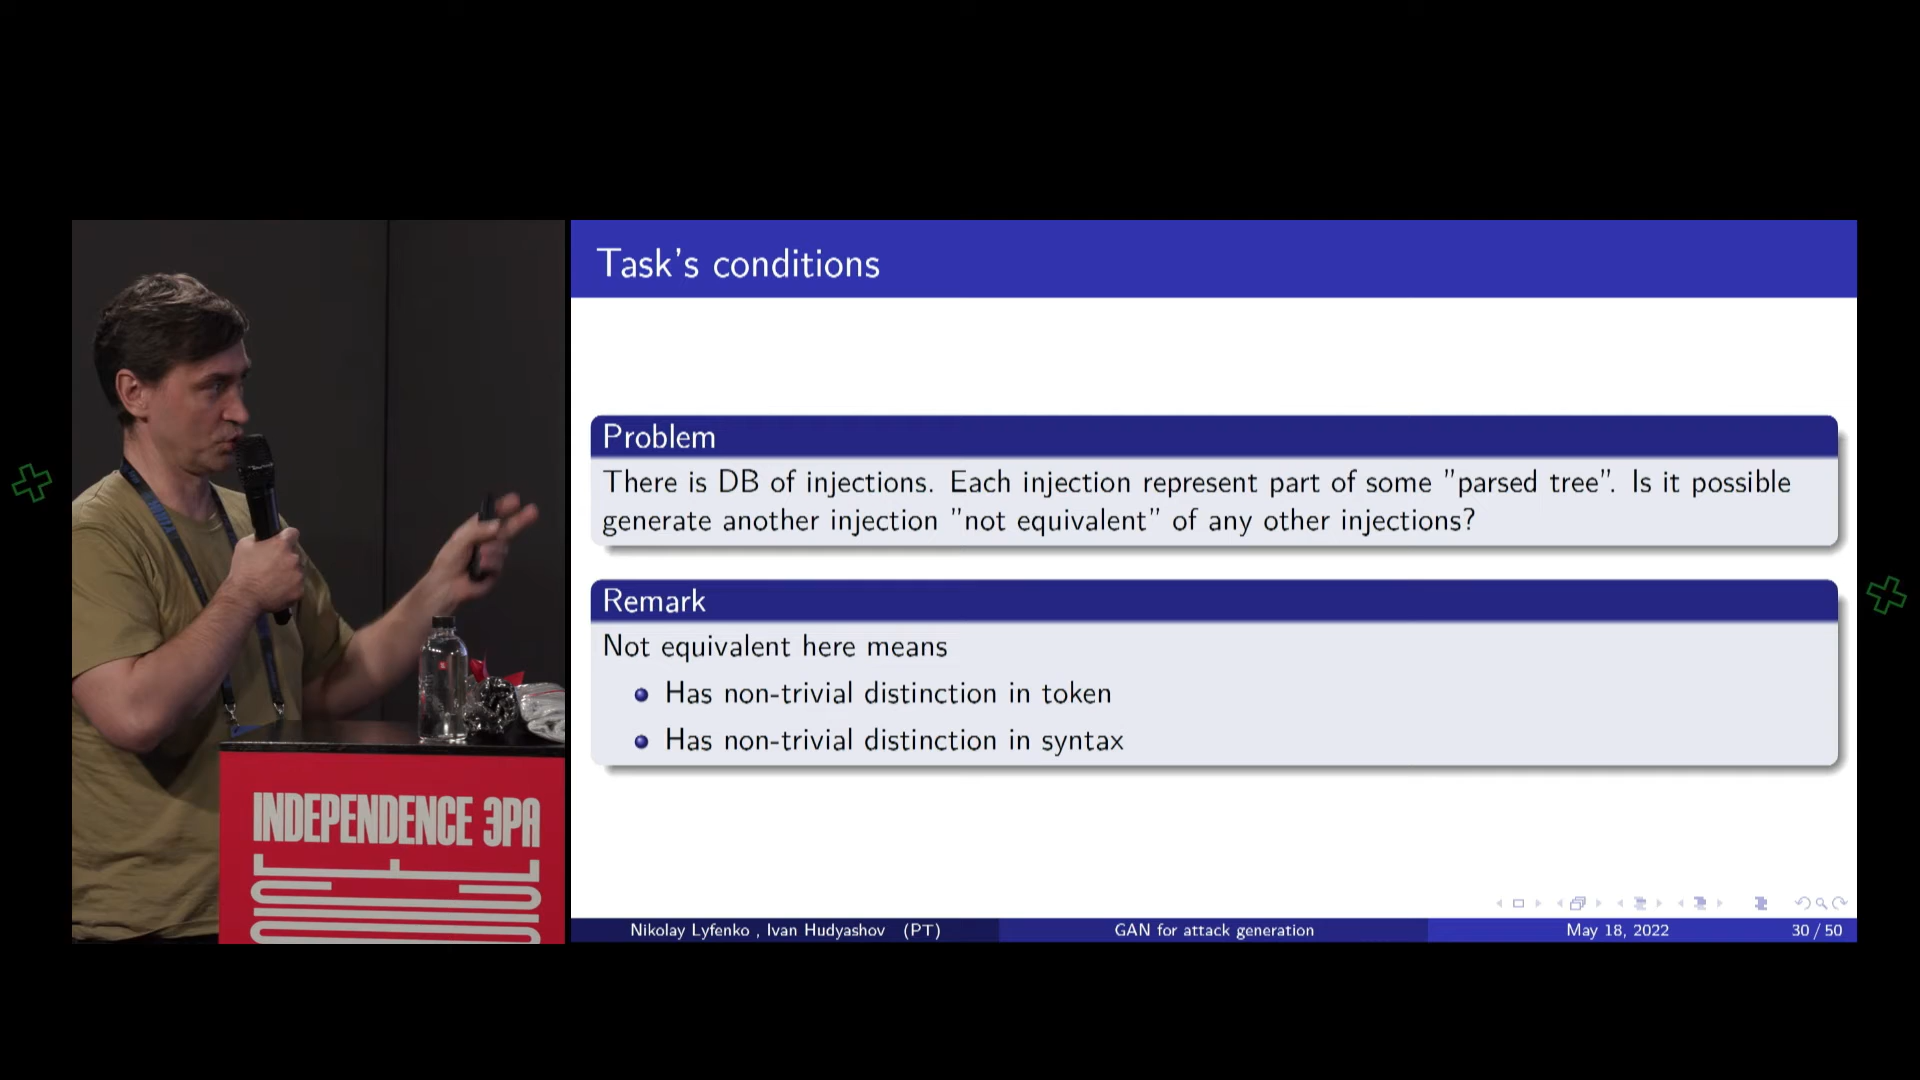 Task's conditions
Problem
There is DB of injections. Each injection represent part of some "parsed tree". Is it possible
generate another injection "not equivalent" of any other injections?
Remark
Not equivalent here means
Has non-trivial distinction in token
Has non-trivial distinction in syntax
INDEPENDENCE ЭРА
Nikolay Lyfenko , Ivan Hudyashov (PT)
GAN for attack generation
May 18, 2022
30 / 50